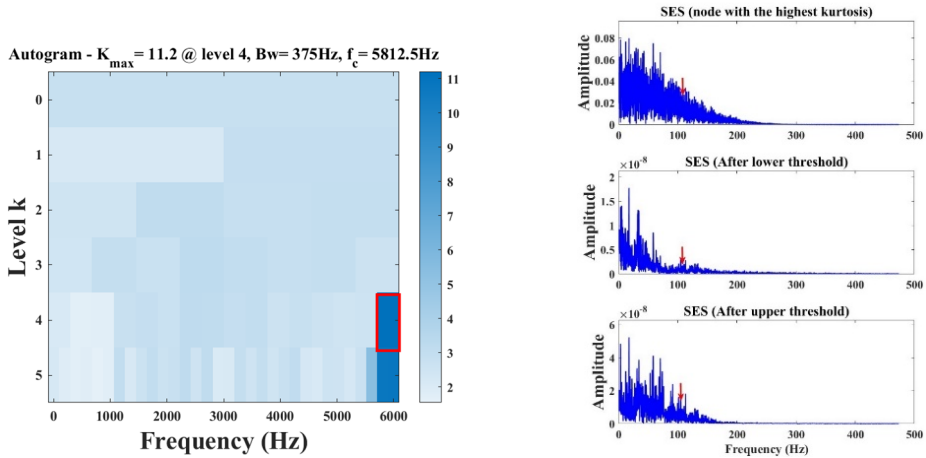 Autogram - K_max= 11.2 @ level 4, Bw= 375Hz, f_c= 5812.5Hz
Level k
0
1
2
3
4
5
0 1000 2000 3000 4000 5000 6000
Frequency (Hz)
11
10
9
8
7
6
5
4
3
2
SES (node with the highest kurtosis)
Amplitude
0.08
0.06
0.04
0.02
0
0 100 200 300 400 500
SES (After lower threshold)
×10^-8
Amplitude
2
1.5
1
0.5
0
0 100 200 300 400 500
SES (After upper threshold)
×10^-8
Amplitude
6
4
2
0
0 100 200 300 400 500
Frequency (Hz)